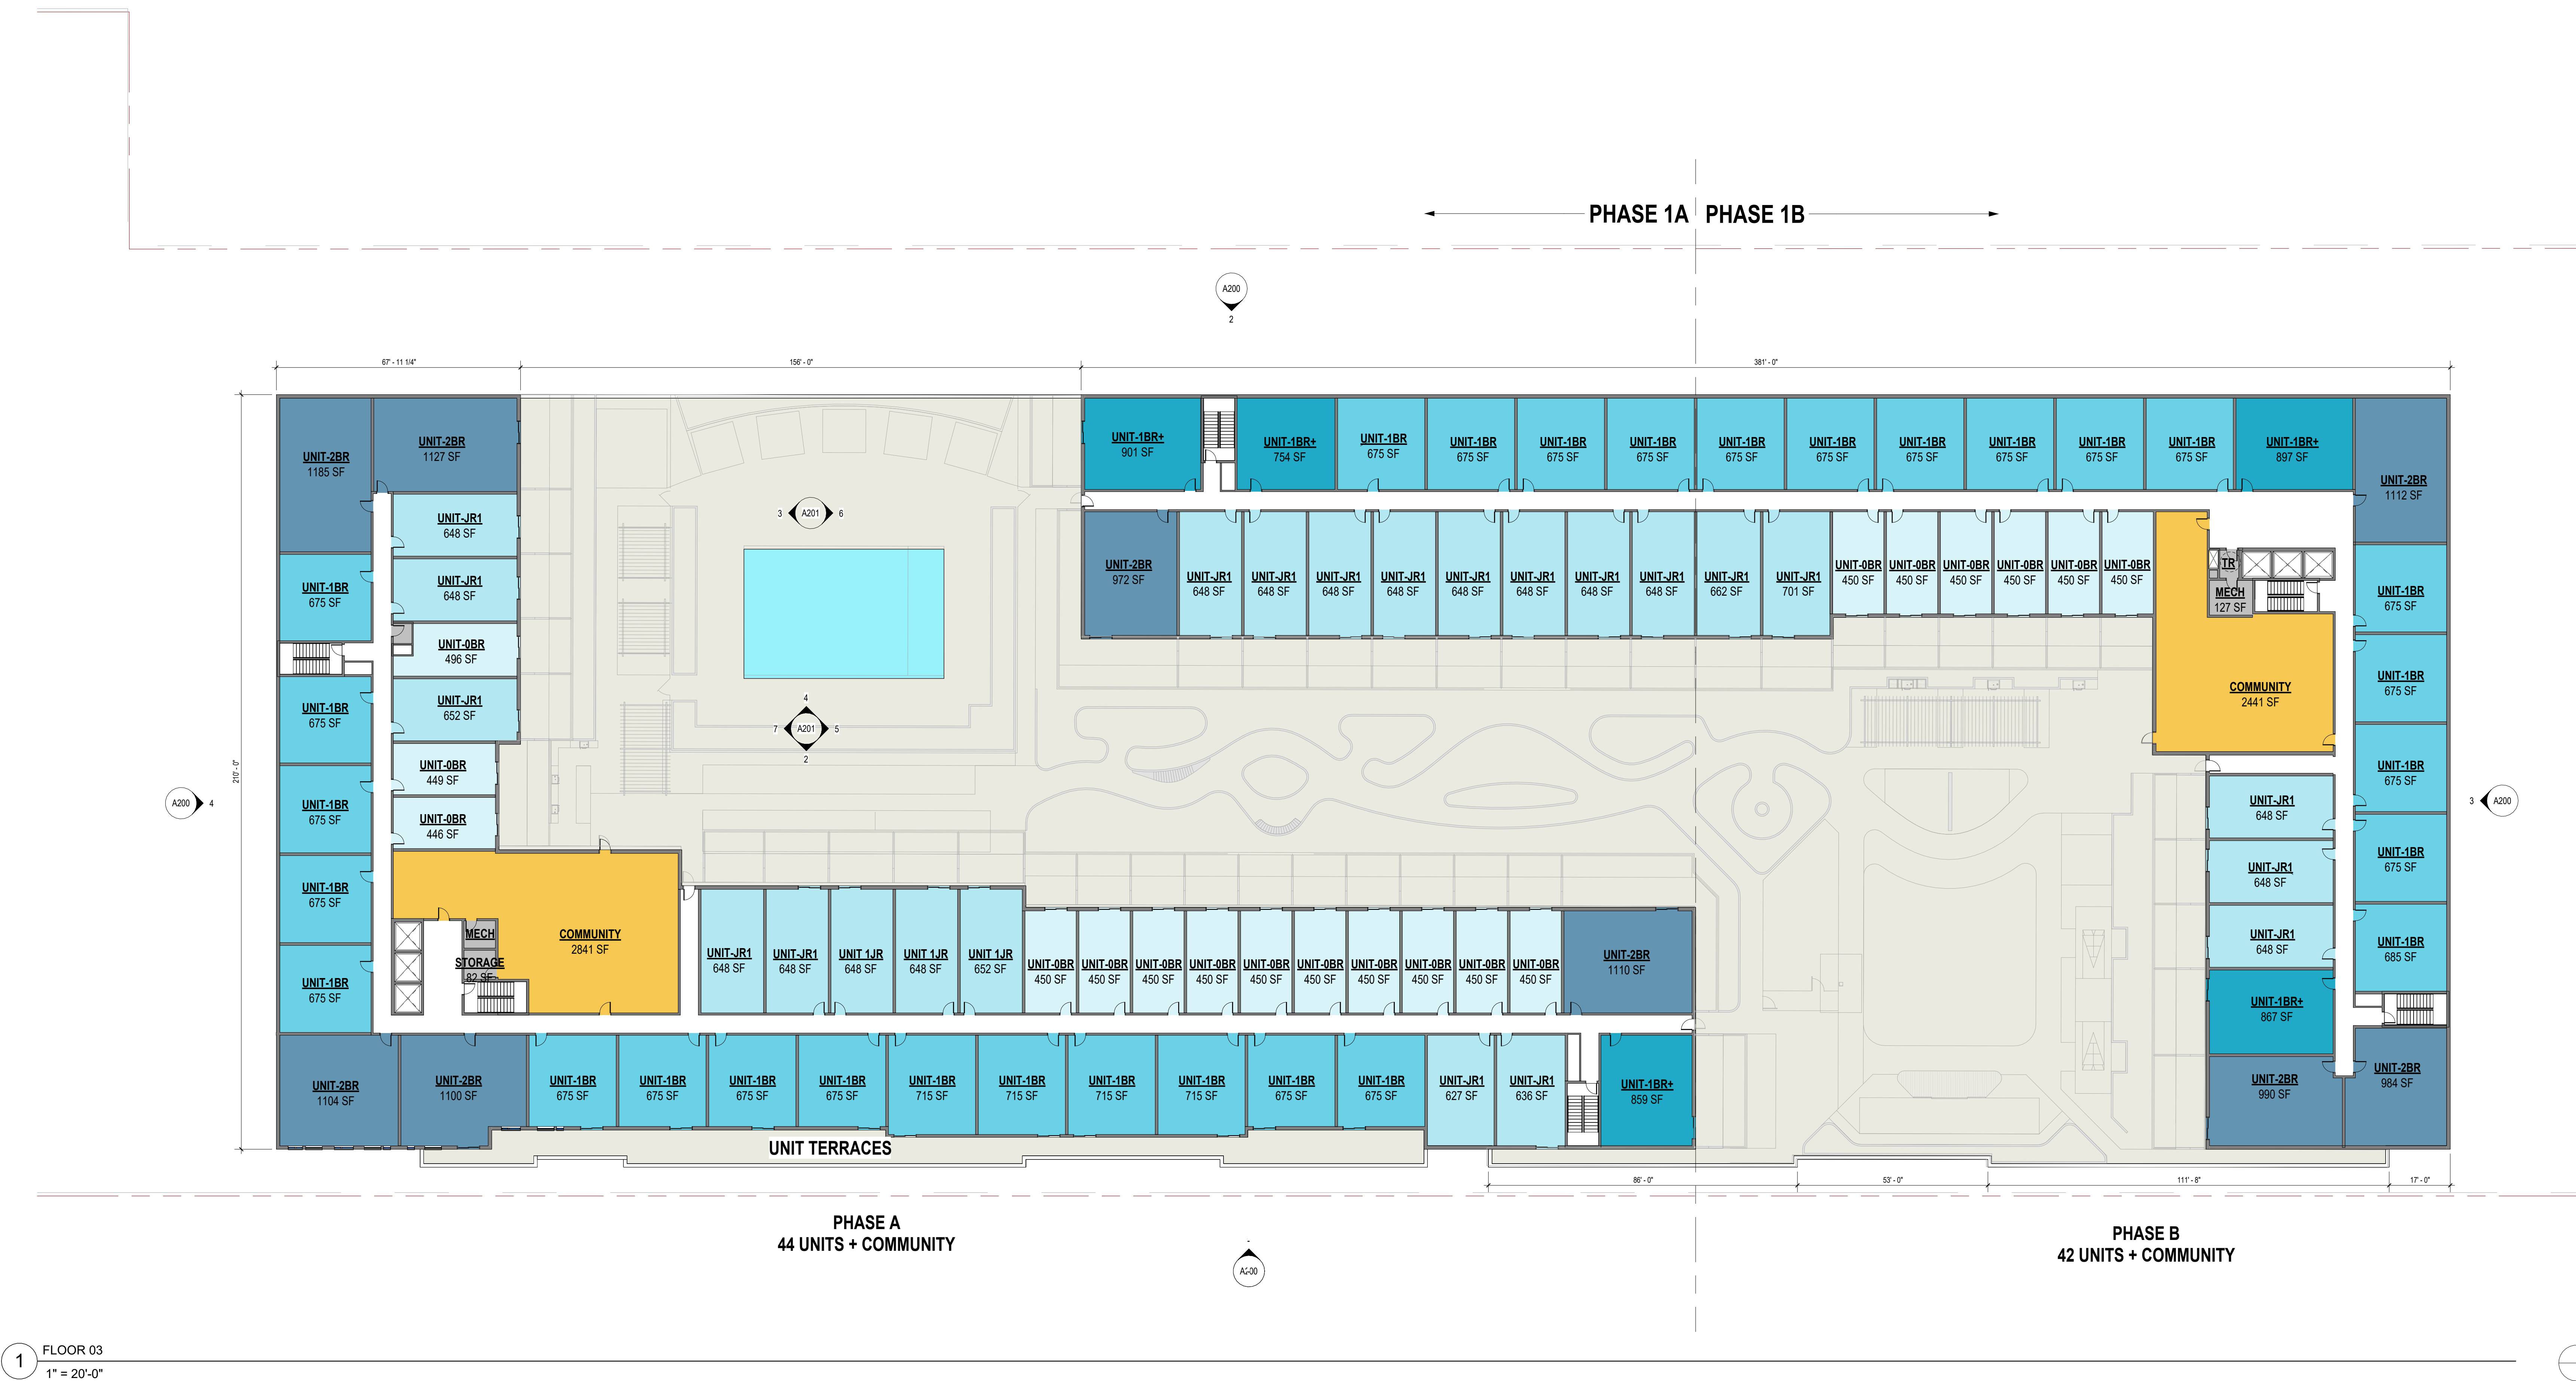 PHASE 1A PHASE 1B
A200
2
67' - 11 1/4"
156' - 0"
381' - 0"
UNIT-2BR
1185 SF
UNIT-2BR
1127 SF
UNIT-JR1
648 SF
UNIT-1BR
675 SF
UNIT-JR1
648 SF
UNIT-0BR
496 SF
UNIT-1BR
675 SF
UNIT-JR1
652 SF
UNIT-0BR
449 SF
UNIT-1BR
675 SF
UNIT-0BR
446 SF
UNIT-1BR
675 SF
UNIT-1BR
675 SF
210' - 0"
A200
4
3
A201
6
4
7
A201
5
2
UNIT-1BR+
901 SF
UNIT-1BR+
754 SF
UNIT-1BR
675 SF
UNIT-1BR
675 SF
UNIT-1BR
675 SF
UNIT-1BR
675 SF
UNIT-1BR
675 SF
UNIT-1BR
675 SF
UNIT-1BR
675 SF
UNIT-1BR
675 SF
UNIT-1BR
675 SF
UNIT-1BR
675 SF
UNIT-1BR+
897 SF
UNIT-2BR
1112 SF
UNIT-2BR
972 SF
UNIT-JR1
648 SF
UNIT-JR1
648 SF
UNIT-JR1
648 SF
UNIT-JR1
648 SF
UNIT-JR1
648 SF
UNIT-JR1
648 SF
UNIT-JR1
648 SF
UNIT-JR1
648 SF
UNIT-JR1
662 SF
UNIT-JR1
701 SF
UNIT-0BR
450 SF
UNIT-0BR
450 SF
UNIT-0BR
450 SF
UNIT-0BR
450 SF
UNIT-0BR
450 SF
UNIT-0BR
450 SF
TR
MECH
127 SF
COMMUNITY
2441 SF
UNIT-1BR
675 SF
UNIT-1BR
675 SF
UNIT-1BR
675 SF
UNIT-1BR
675 SF
UNIT-1BR
685 SF
3
A200
UNIT-JR1
648 SF
UNIT-JR1
648 SF
UNIT-JR1
648 SF
UNIT-1BR+
867 SF
UNIT-2BR
990 SF
UNIT-2BR
984 SF
MECH
STORAGE
82 SF
COMMUNITY
2841 SF
UNIT-JR1
648 SF
UNIT-JR1
648 SF
UNIT 1JR
648 SF
UNIT 1JR
648 SF
UNIT 1JR
652 SF
UNIT-0BR
450 SF
UNIT-0BR
450 SF
UNIT-0BR
450 SF
UNIT-0BR
450 SF
UNIT-0BR
450 SF
UNIT-0BR
450 SF
UNIT-0BR
450 SF
UNIT-0BR
450 SF
UNIT-0BR
450 SF
UNIT-0BR
450 SF
UNIT-2BR
1110 SF
UNIT-2BR
1104 SF
UNIT-2BR
1100 SF
UNIT-1BR
675 SF
UNIT-1BR
675 SF
UNIT-1BR
675 SF
UNIT-1BR
675 SF
UNIT-1BR
715 SF
UNIT-1BR
715 SF
UNIT-1BR
715 SF
UNIT-1BR
715 SF
UNIT-1BR
675 SF
UNIT-1BR
675 SF
UNIT-JR1
627 SF
UNIT-JR1
636 SF
UNIT-1BR+
859 SF
UNIT TERRACES
86' - 0"
53' - 0"
111' - 8"
17' - 0"
PHASE A
44 UNITS + COMMUNITY
PHASE B
42 UNITS + COMMUNITY
-
A200
1
FLOOR 03
1" = 20'-0"